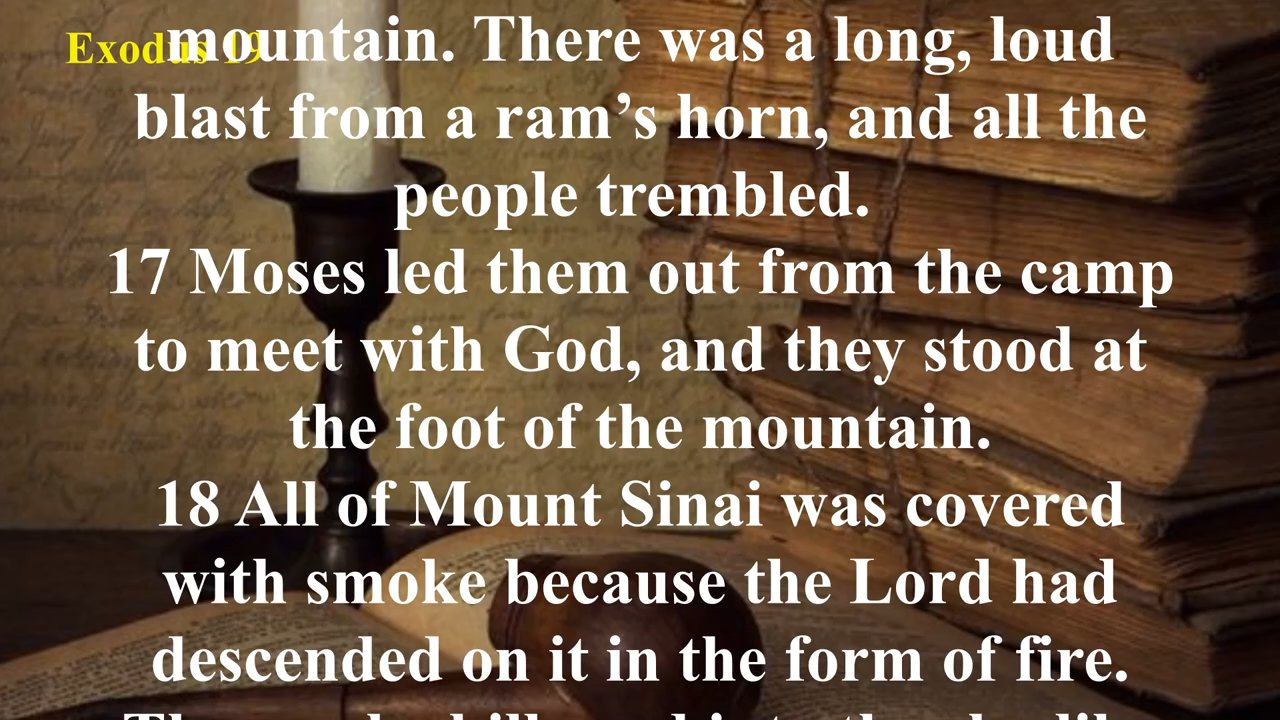 Exodus 19
mountain. There was a long, loud
blast from a ram’s horn, and all the
people trembled.
17 Moses led them out from the camp
to meet with God, and they stood at
the foot of the mountain.
18 All of Mount Sinai was covered
with smoke because the Lord had
descended on it in the form of fire.